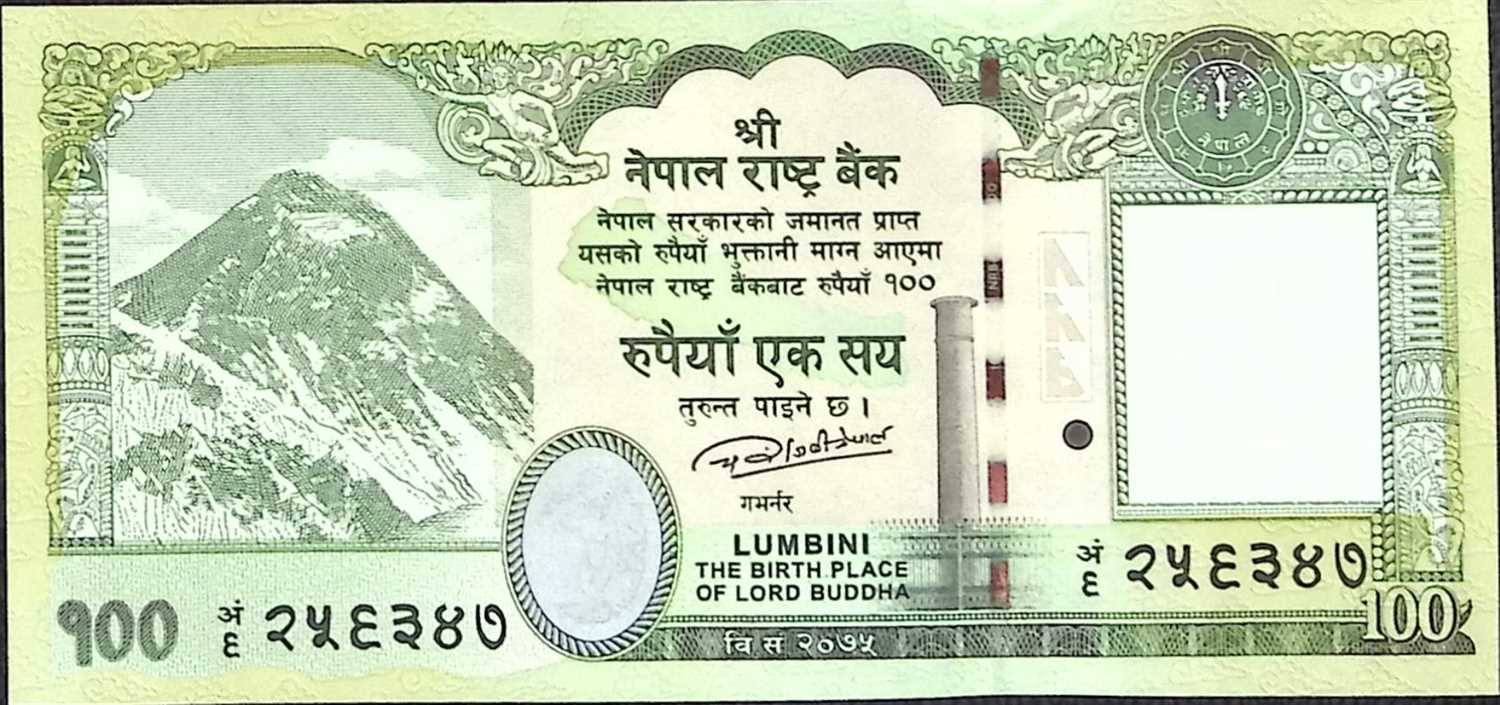 श्री
नेपाल राष्ट्र बैंक
नेपाल सरकारको जमानत प्राप्त
यसको रुपैयाँ भुक्तानी माग्न आएमा
नेपाल राष्ट्र बैंकबाट रुपैयाँ १००
रुपैयाँ एक सय
तुरुन्त पाइने छ ।
गभर्नर
LUMBINI
THE BIRTH PLACE
OF LORD BUDDHA
अं
६ २५६३४७
१००
अं
६ २५६३४७
100
वि सं २०७५
NRB
नेपाल